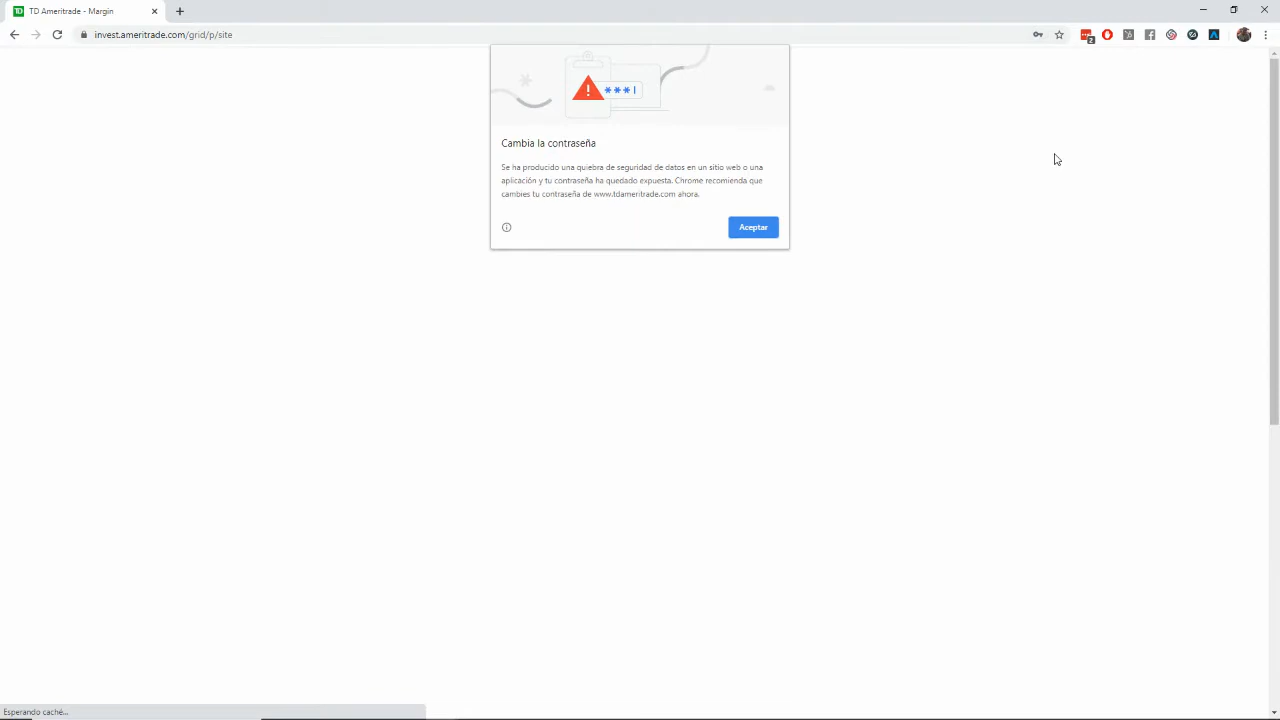 TD Ameritrade - Margin
invest.ameritrade.com/grid/p/site
***
Cambia la contraseña
Se ha producido una quiebra de seguridad de datos en un sitio web o una
aplicación y tu contraseña ha quedado expuesta. Chrome recomienda que
cambies tu contraseña de www.tdameritrade.com ahora.
Aceptar
Esperando caché...